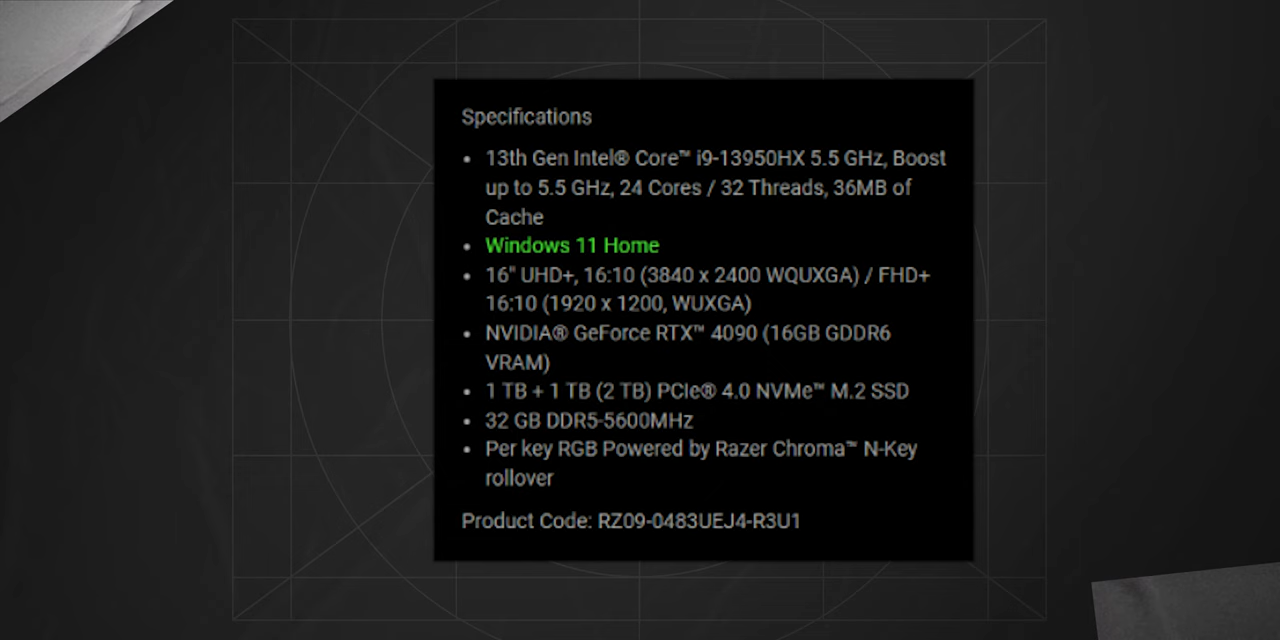 Specifications
• 13th Gen Intel® Core™ i9-13950HX 5.5 GHz, Boost
up to 5.5 GHz, 24 Cores / 32 Threads, 36MB of
Cache
• Windows 11 Home
• 16" UHD+, 16:10 (3840 x 2400 WQUXGA) / FHD+
16:10 (1920 x 1200, WUXGA)
• NVIDIA® GeForce RTX™ 4090 (16GB GDDR6
VRAM)
• 1 TB + 1 TB (2 TB) PCIe® 4.0 NVMe™ M.2 SSD
• 32 GB DDR5-5600MHz
• Per key RGB Powered by Razer Chroma™ N-Key
rollover
Product Code: RZ09-0483UEJ4-R3U1